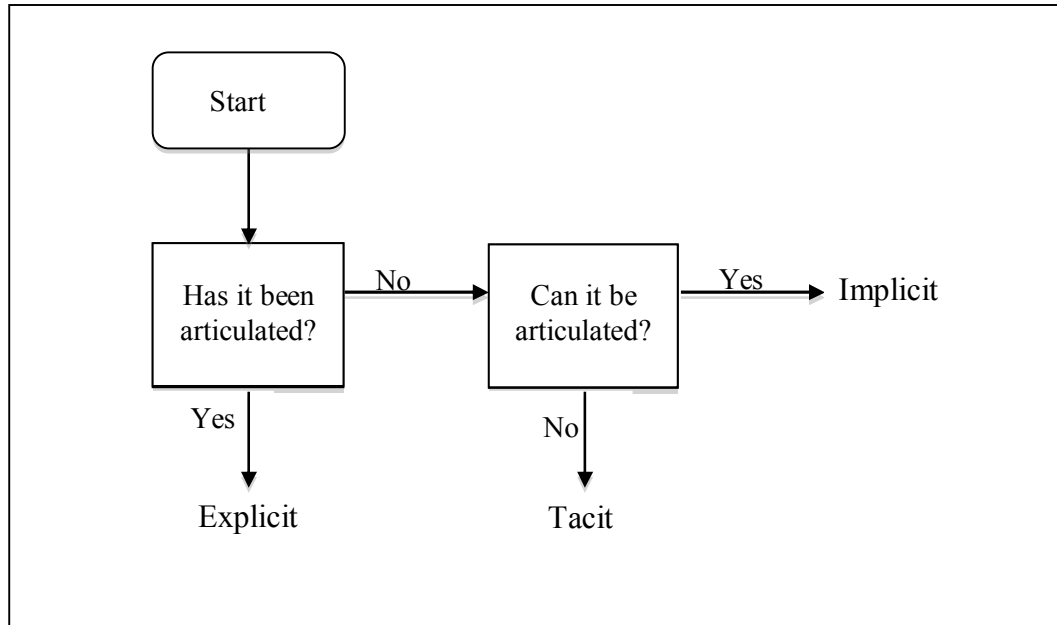 Start
Has it been
articulated?
No
Can it be
articulated?
Yes
Implicit
Yes
Explicit
No
Tacit